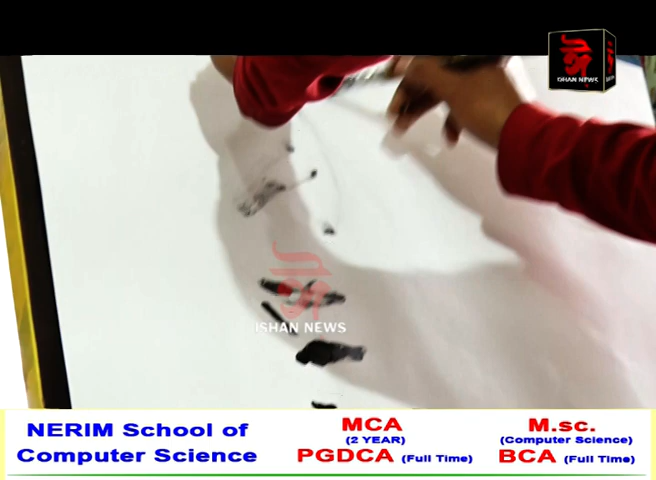 ISHAN NEWS
ISHAN NEWS
NERIM School of
Computer Science
MCA
(2 YEAR)
PGDCA (Full Time)
M.sc.
(Computer Science)
BCA (Full Time)